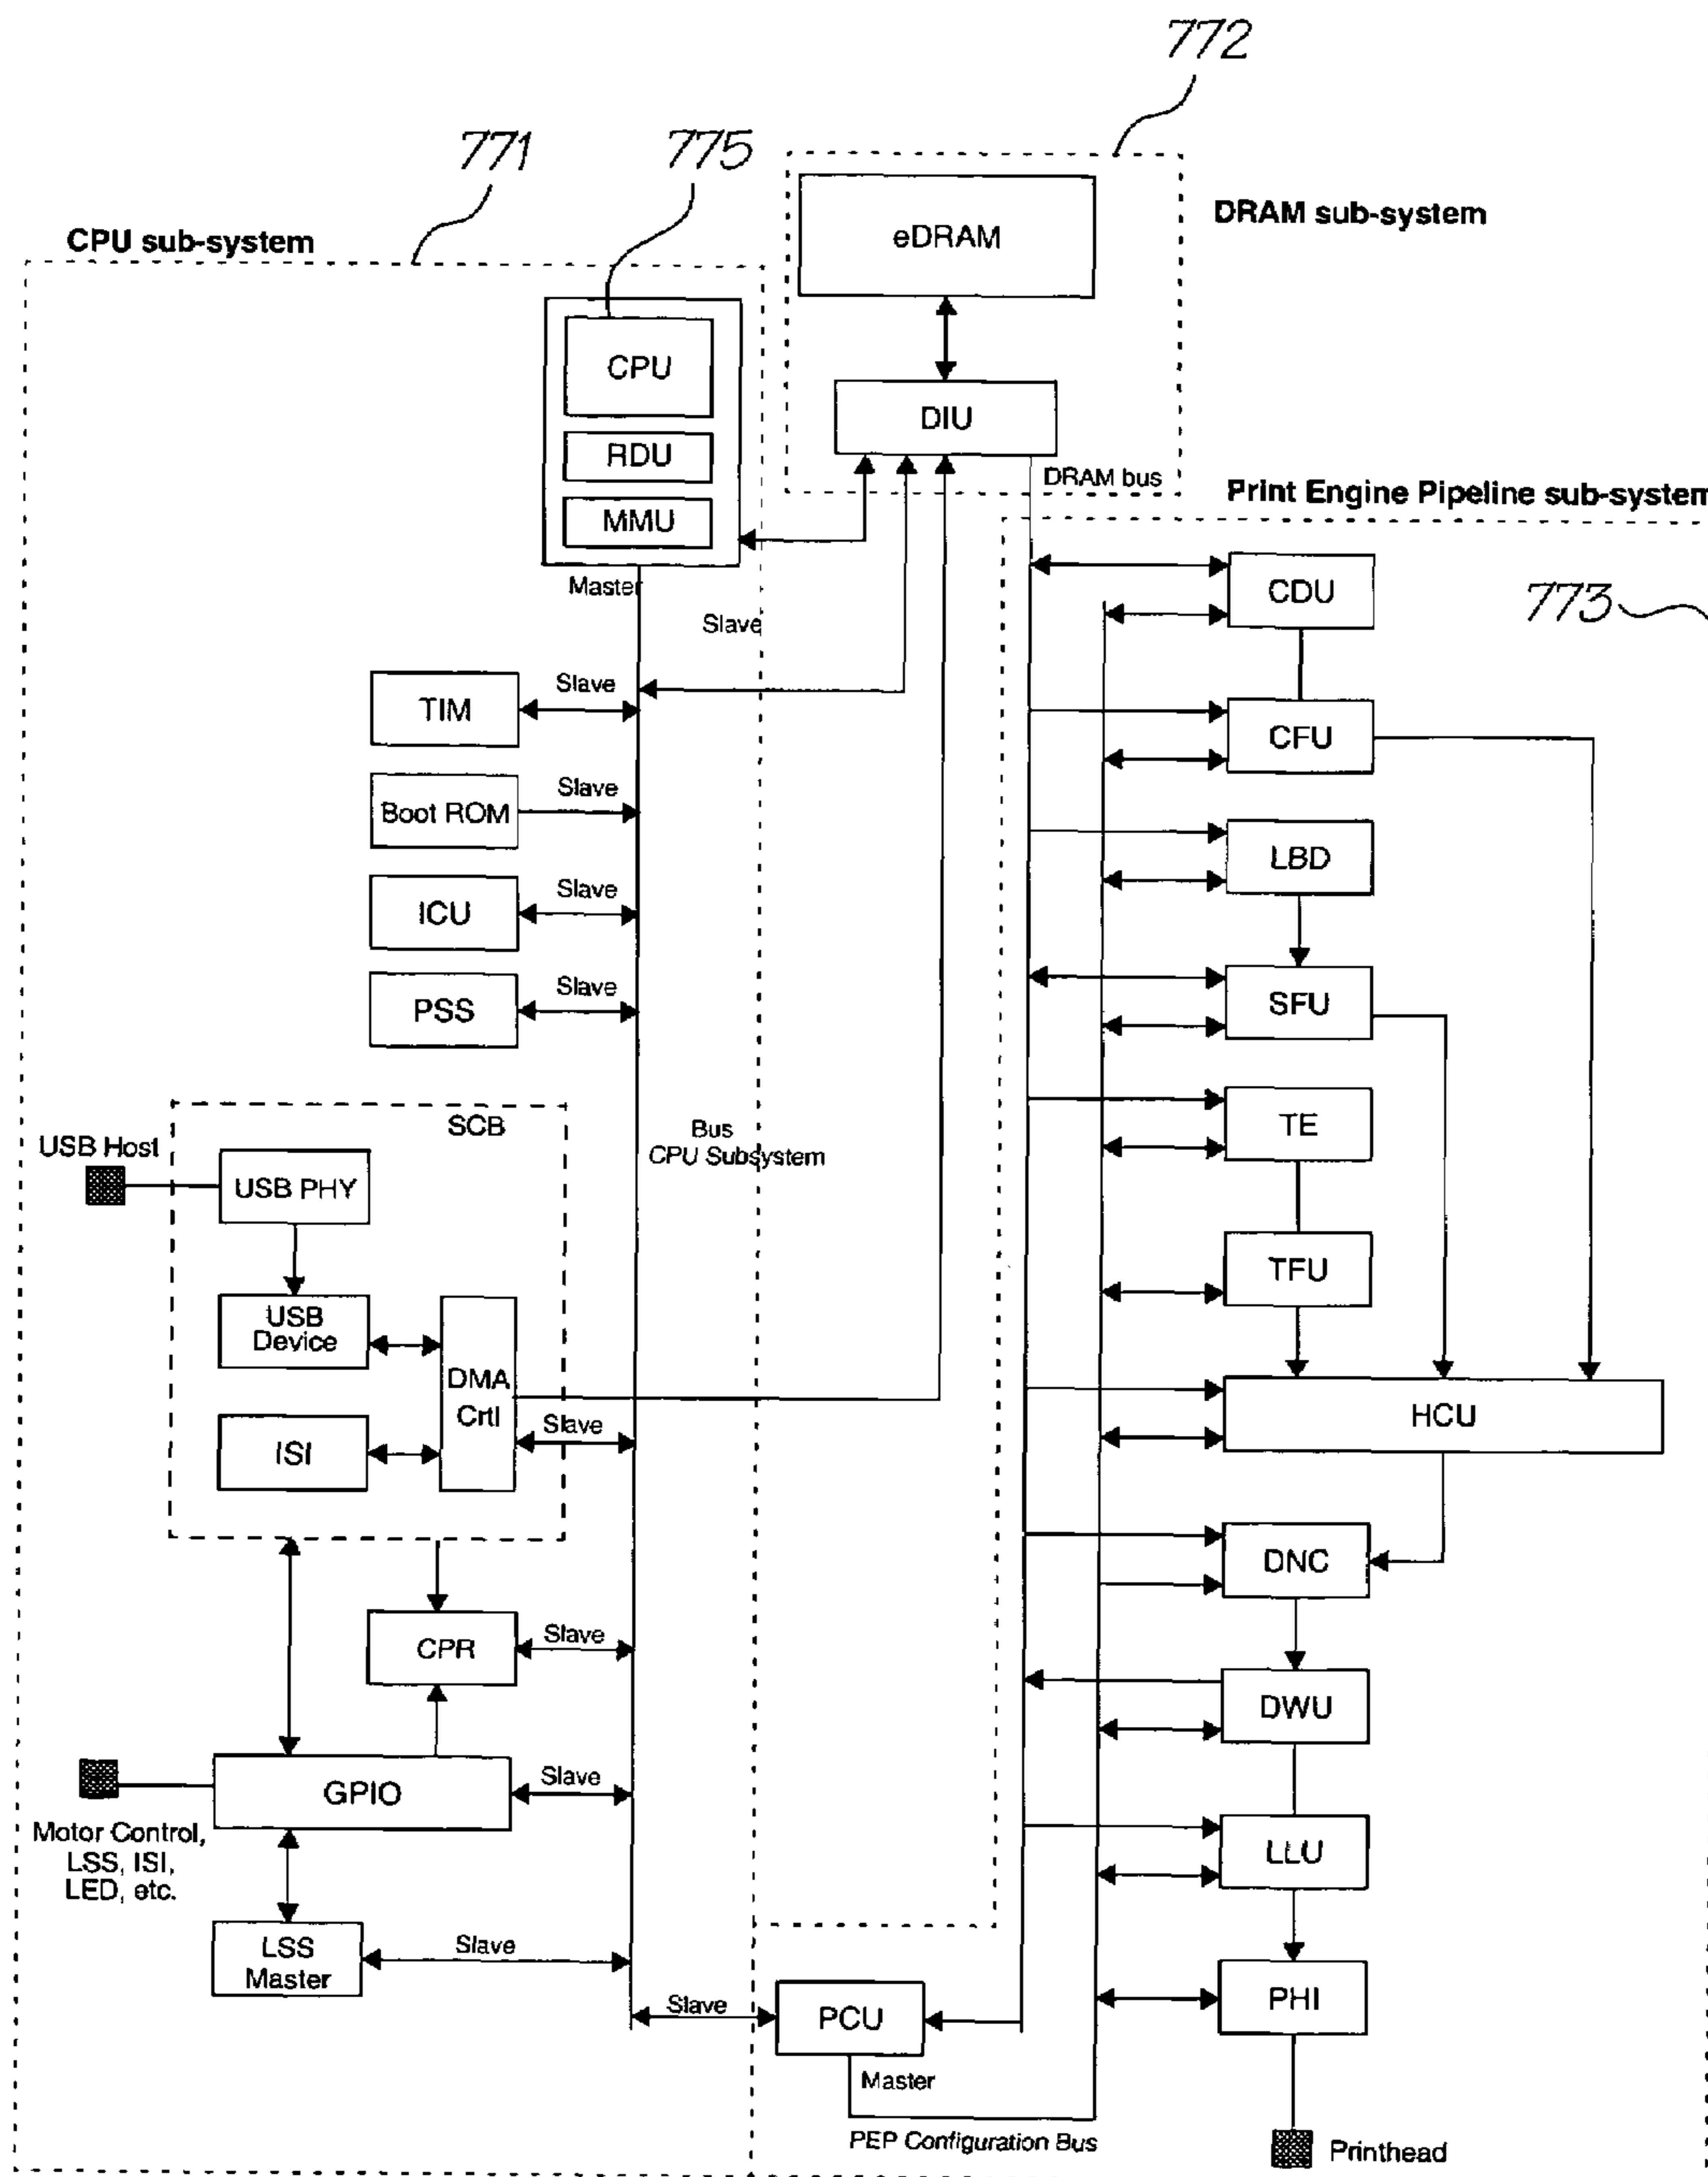 772
771
775
CPU sub-system
DRAM sub-system
eDRAM
CPU
RDU
MMU
DIU
DRAM bus
Print Engine Pipeline sub-system
773
Master
Slave
TIM
Slave
Boot ROM
Slave
ICU
Slave
PSS
Slave
CDU
CFU
LBD
SFU
TE
TFU
HCU
DNC
DWU
LLU
PHI
Printhead
SCB
USB Host
USB PHY
Bus
CPU Subsystem
USB
Device
DMA
Crtl
ISI
Slave
CPR
Slave
GPIO
Slave
Motor Control,
LSS, ISI,
LED, etc.
LSS
Master
Slave
Slave
PCU
Master
PEP Configuration Bus